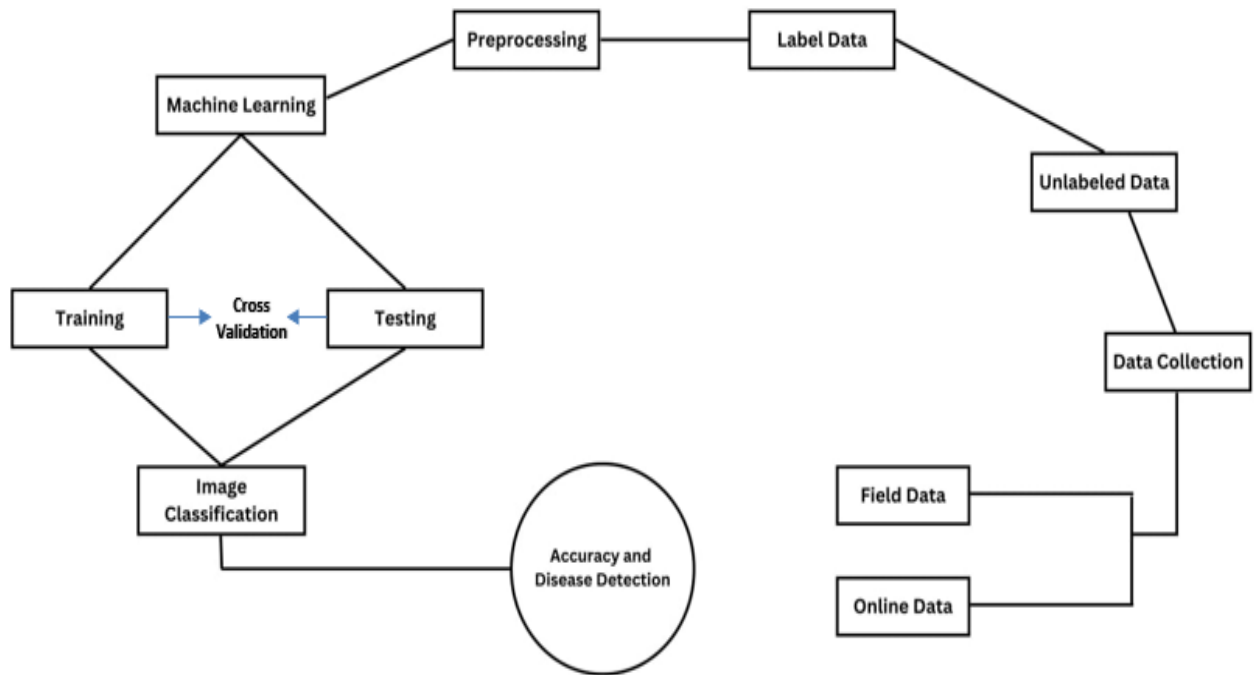 Preprocessing
Label Data
Machine Learning
Unlabeled Data
Training
Cross
Validation
Testing
Data Collection
Image
Classification
Field Data
Accuracy and
Disease Detection
Online Data